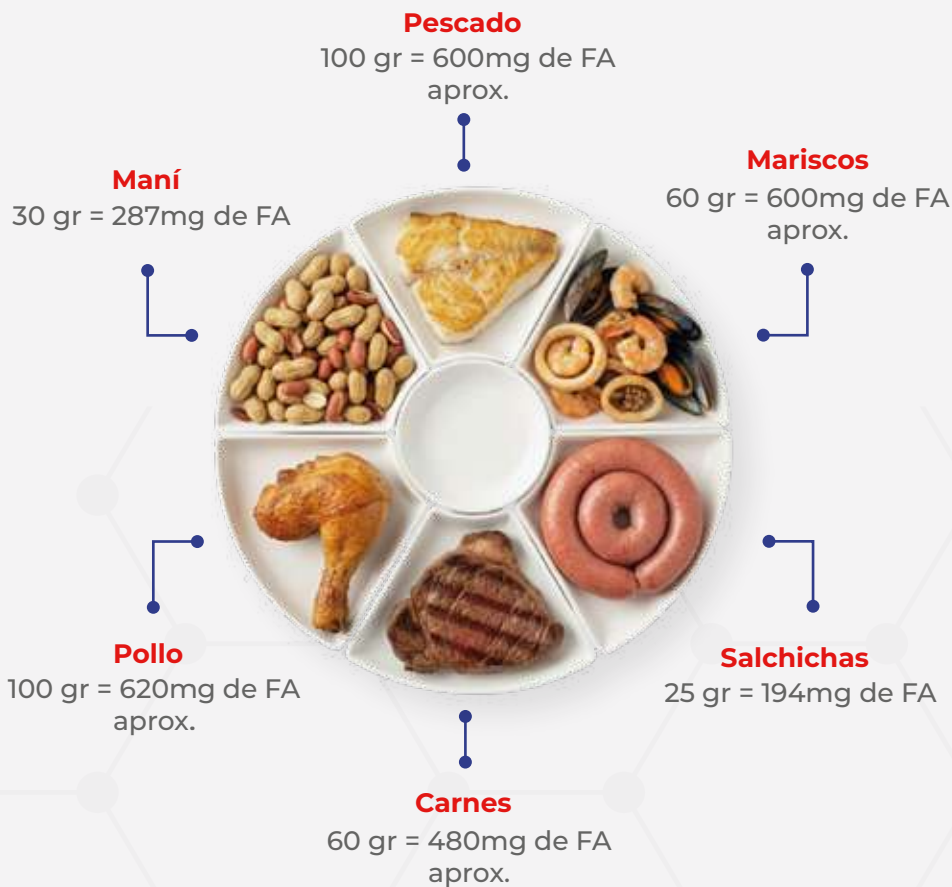 Pescado
100 gr = 600mg de FA
aprox.
Mariscos
60 gr = 600mg de FA
aprox.
Maní
30 gr = 287mg de FA
Pollo
100 gr = 620mg de FA
aprox.
Salchichas
25 gr = 194mg de FA
Carnes
60 gr = 480mg de FA
aprox.